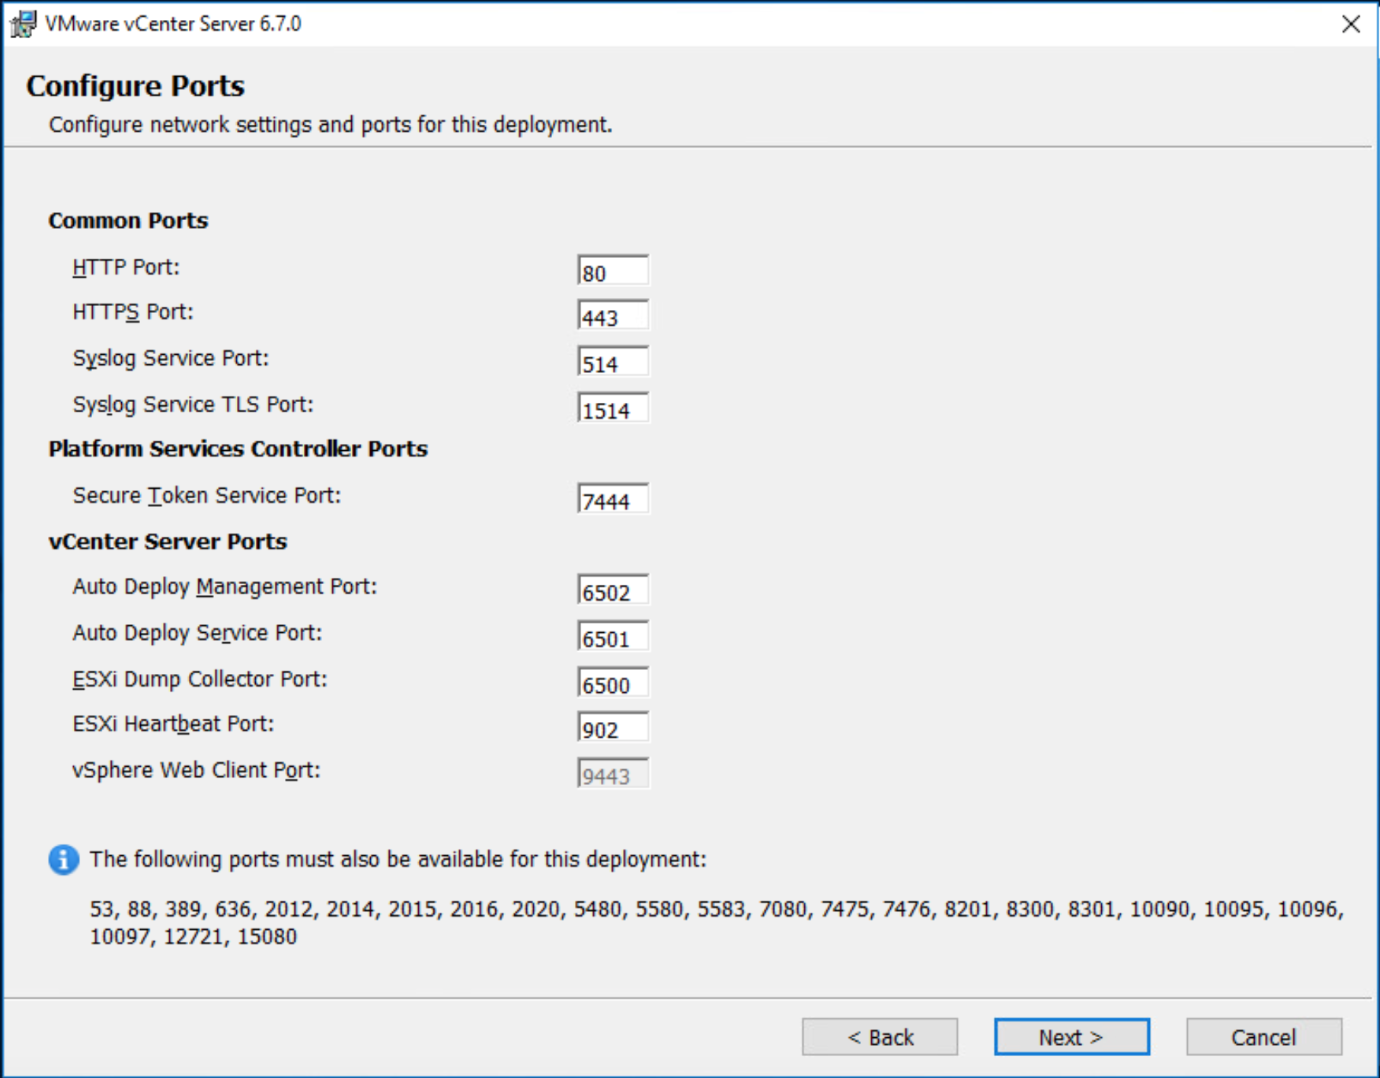 VMware vCenter Server 6.7.0
Configure Ports
Configure network settings and ports for this deployment.
Common Ports
HTTP Port: 80
HTTPS Port: 443
Syslog Service Port: 514
Syslog Service TLS Port: 1514
Platform Services Controller Ports
Secure Token Service Port: 7444
vCenter Server Ports
Auto Deploy Management Port: 6502
Auto Deploy Service Port: 6501
ESXi Dump Collector Port: 6500
ESXi Heartbeat Port: 902
vSphere Web Client Port: 9443
The following ports must also be available for this deployment:
53, 88, 389, 636, 2012, 2014, 2015, 2016, 2020, 5480, 5580, 5583, 7080, 7475, 7476, 8201, 8300, 8301, 10090, 10095, 10096,
10097, 12721, 15080
< Back Next > Cancel